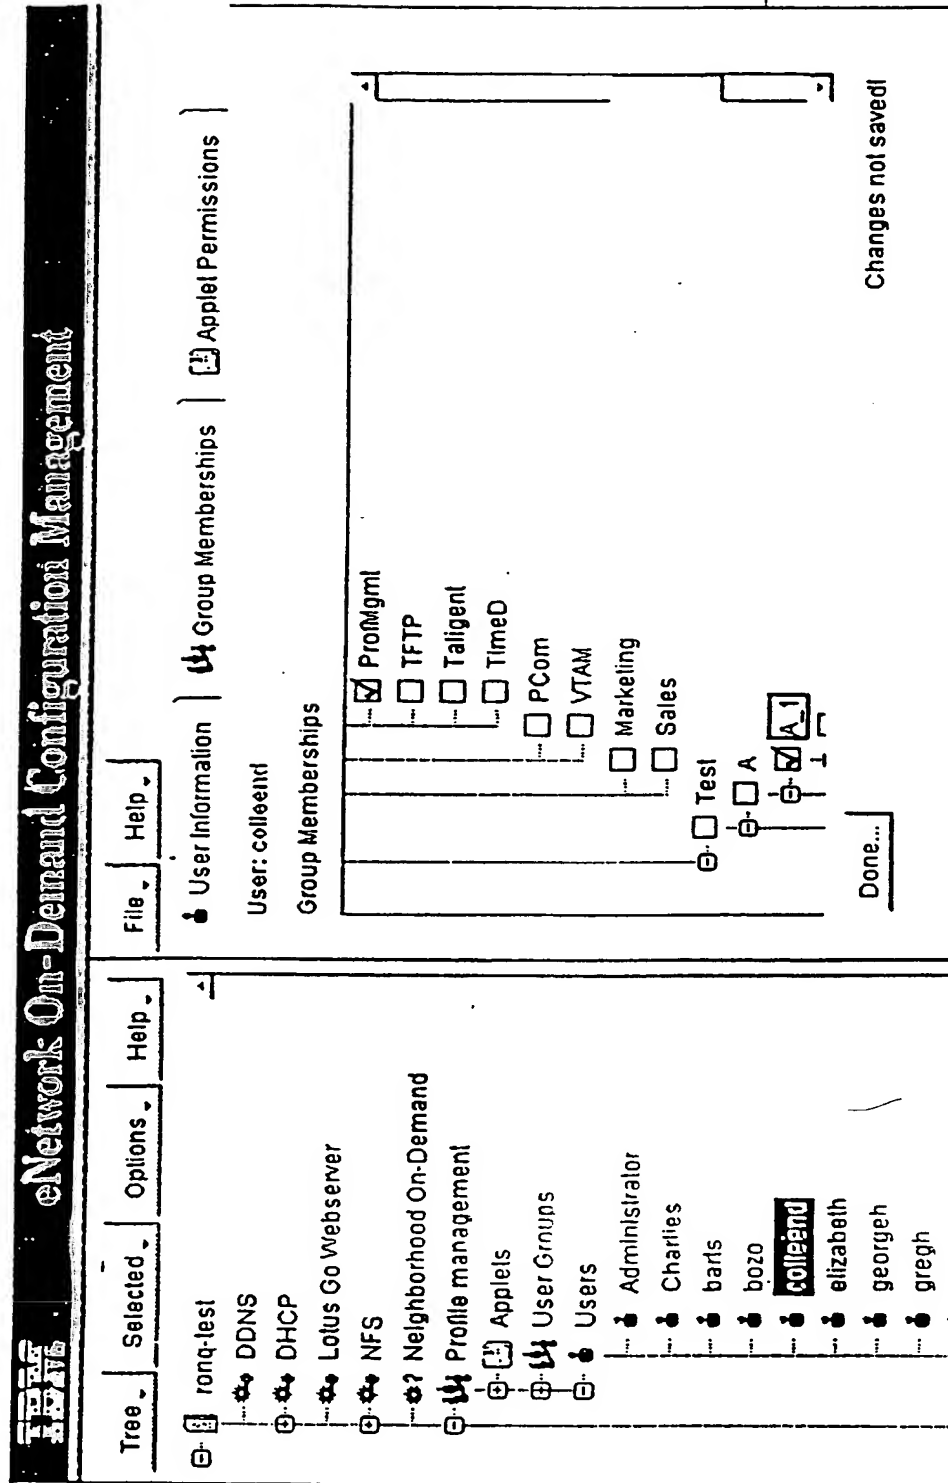 eNetwork On-Demand Configuration Management
Tree Selected Options Help
ronq-test
DDNS
DHCP
Lotus Go Webserver
NFS
Neighborhood On-Demand
Profile management
Applets
User Groups
Users
Administrator
Charlies
barls
bozo
colleend
elizabeth
georgeh
gregh
File Help
User Information Group Memberships Applet Permissions
User: colleend
Group Memberships
ProfMgmt
TFTP
Taligent
TimeD
PCom
VTAM
Marketing
Sales
Test
A
A_1
Done...
Changes not saved!